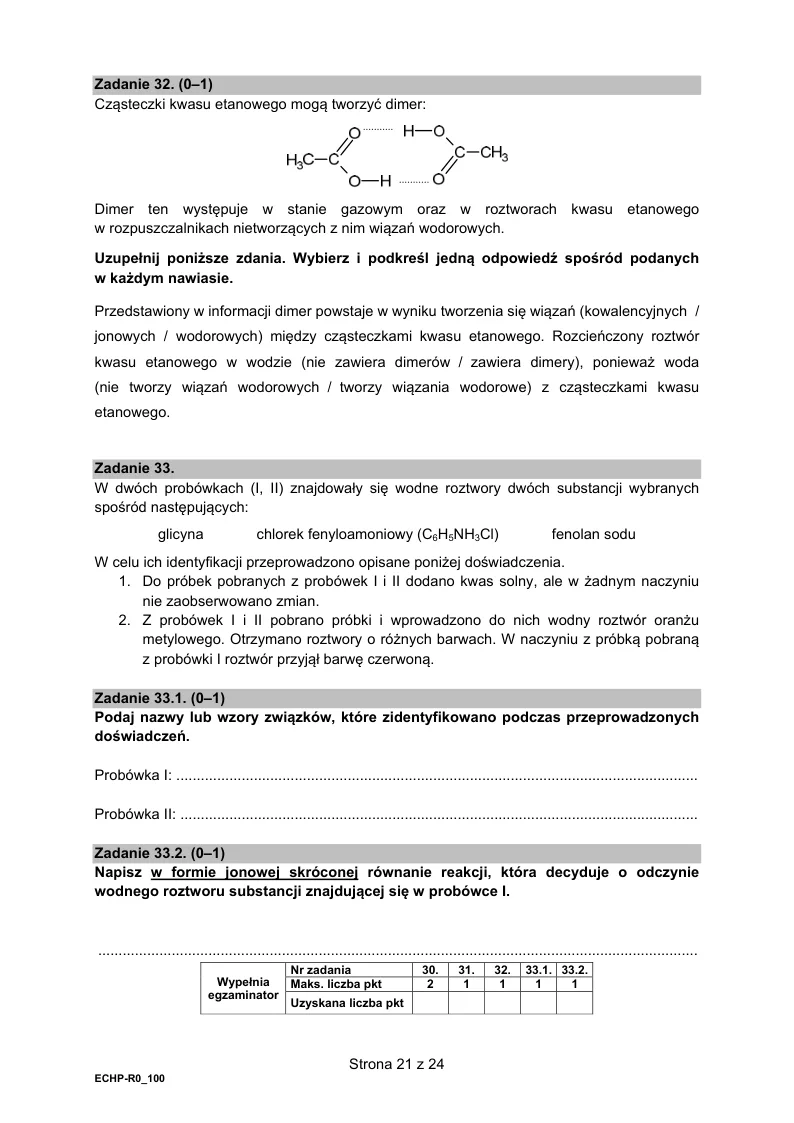 Zadanie 32. (0–1)
Cząsteczki kwasu etanowego mogą tworzyć dimer:
O ........... H—O
H₃C—C C—CH₃
O—H ........... O
Dimer ten występuje w stanie gazowym oraz w roztworach kwasu etanowego
w rozpuszczalnikach nietworzących z nim wiązań wodorowych.
Uzupełnij poniższe zdania. Wybierz i podkreśl jedną odpowiedź spośród podanych
w każdym nawiasie.
Przedstawiony w informacji dimer powstaje w wyniku tworzenia się wiązań (kowalencyjnych /
jonowych / wodorowych) między cząsteczkami kwasu etanowego. Rozcieńczony roztwór
kwasu etanowego w wodzie (nie zawiera dimerów / zawiera dimery), ponieważ woda
(nie tworzy wiązań wodorowych / tworzy wiązania wodorowe) z cząsteczkami kwasu
etanowego.
Zadanie 33.
W dwóch probówkach (I, II) znajdowały się wodne roztwory dwóch substancji wybranych
spośród następujących:
glicyna chlorek fenyloamoniowy (C₆H₅NH₃Cl) fenolan sodu
W celu ich identyfikacji przeprowadzono opisane poniżej doświadczenia.
1. Do próbek pobranych z probówek I i II dodano kwas solny, ale w żadnym naczyniu
nie zaobserwowano zmian.
2. Z probówek I i II pobrano próbki i wprowadzono do nich wodny roztwór oranżu
metylowego. Otrzymano roztwory o różnych barwach. W naczyniu z próbką pobraną
z probówki I roztwór przyjął barwę czerwoną.
Zadanie 33.1. (0–1)
Podaj nazwy lub wzory związków, które zidentyfikowano podczas przeprowadzonych
doświadczeń.
Probówka I: ................................................................................................................................
Probówka II: ...............................................................................................................................
Zadanie 33.2. (0–1)
Napisz w formie jonowej skróconej równanie reakcji, która decyduje o odczynie
wodnego roztworu substancji znajdującej się w probówce I.
....................................................................................................................................................
Wypełnia
egzaminator
Nr zadania 30. 31. 32. 33.1. 33.2.
Maks. liczba pkt 2 1 1 1 1
Uzyskana liczba pkt
Strona 21 z 24
ECHP-R0_100